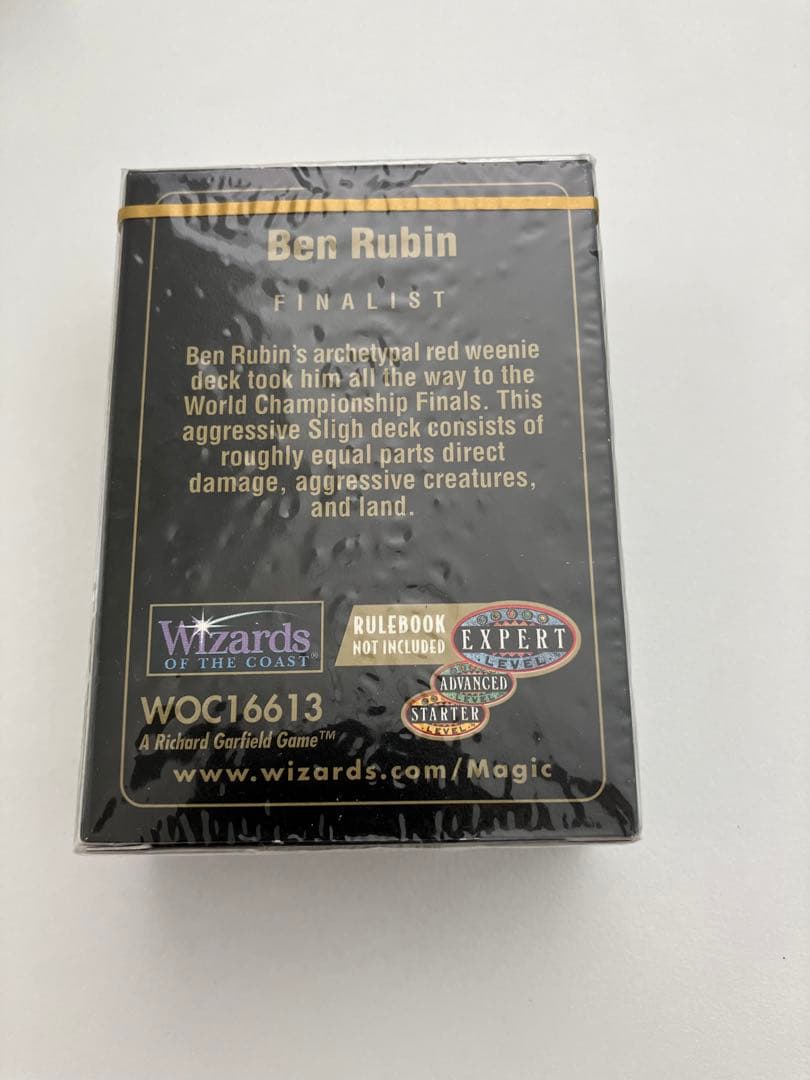 Ben Rubin
FINALIST
Ben Rubin's archetypal red weenie
deck took him all the way to the
World Championship Finals. This
aggressive Sligh deck consists of
roughly equal parts direct
damage, aggressive creatures,
and land.
Wizards
OF THE COAST®
RULEBOOK
NOT INCLUDED
EXPERT
LEVEL
ADVANCED
LEVEL
STARTER
LEVEL
WOC16613
A Richard Garfield Game™
www.wizards.com/Magic